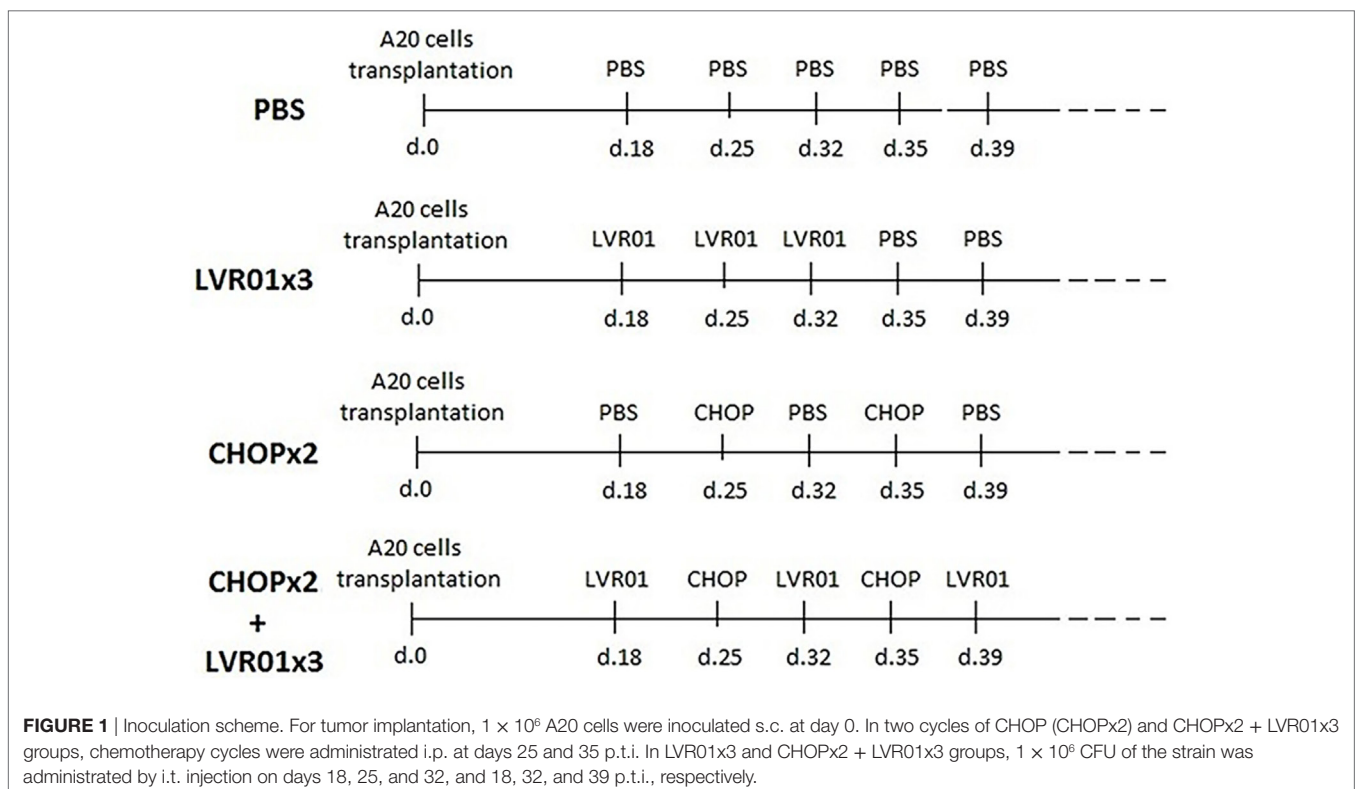 A20 cells
transplantation PBS PBS PBS PBS PBS
PBS
d.0 d.18 d.25 d.32 d.35 d.39
A20 cells
transplantation LVR01 LVR01 LVR01 PBS PBS
LVR01x3
d.0 d.18 d.25 d.32 d.35 d.39
A20 cells
transplantation PBS CHOP PBS CHOP PBS
CHOPx2
d.0 d.18 d.25 d.32 d.35 d.39
A20 cells
CHOPx2 transplantation LVR01 CHOP LVR01 CHOP LVR01
+
LVR01x3 d.0 d.18 d.25 d.32 d.35 d.39
FIGURE 1 | Inoculation scheme. For tumor implantation, 1 × 10⁶ A20 cells were inoculated s.c. at day 0. In two cycles of CHOP (CHOPx2) and CHOPx2 + LVR01x3
groups, chemotherapy cycles were administrated i.p. at days 25 and 35 p.t.i. In LVR01x3 and CHOPx2 + LVR01x3 groups, 1 × 10⁶ CFU of the strain was
administrated by i.t. injection on days 18, 25, and 32, and 18, 32, and 39 p.t.i., respectively.